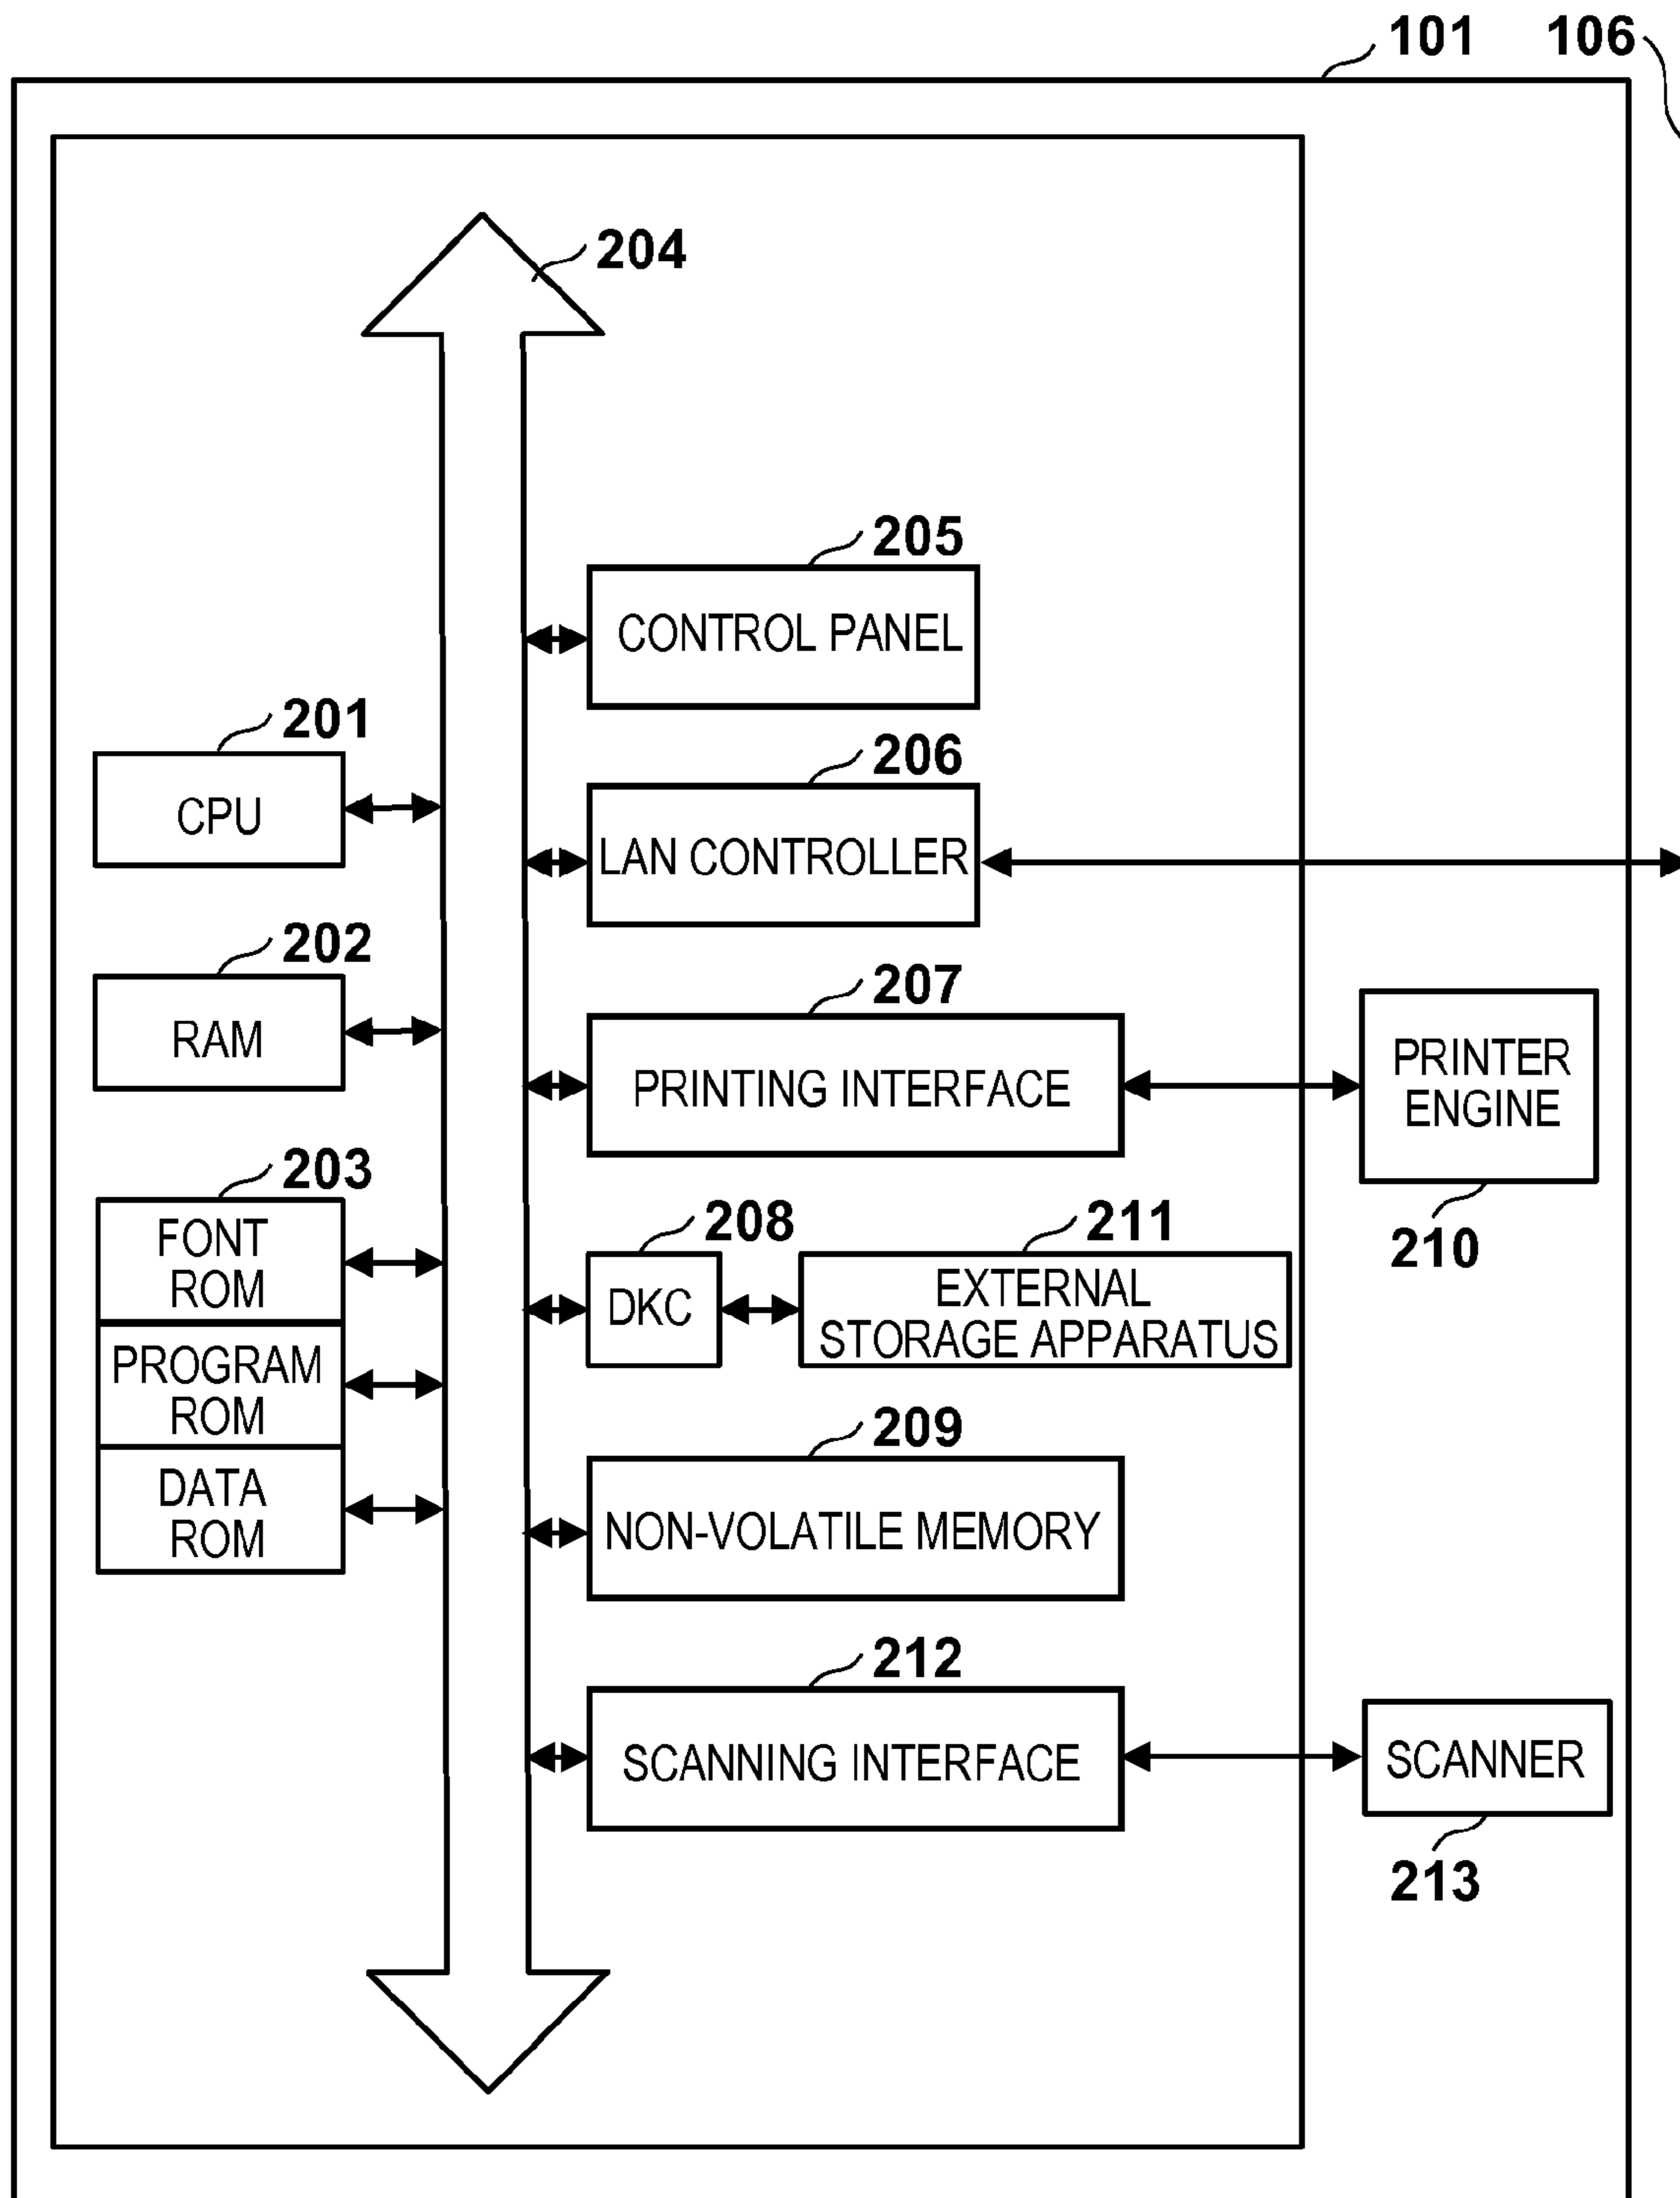 101 106
204
205
CONTROL PANEL
201
CPU
206
LAN CONTROLLER
202
RAM
207
PRINTING INTERFACE
PRINTER
ENGINE
210
203
FONT
ROM
PROGRAM
ROM
DATA
ROM
208
DKC
211
EXTERNAL
STORAGE APPARATUS
209
NON-VOLATILE MEMORY
212
SCANNING INTERFACE
SCANNER
213